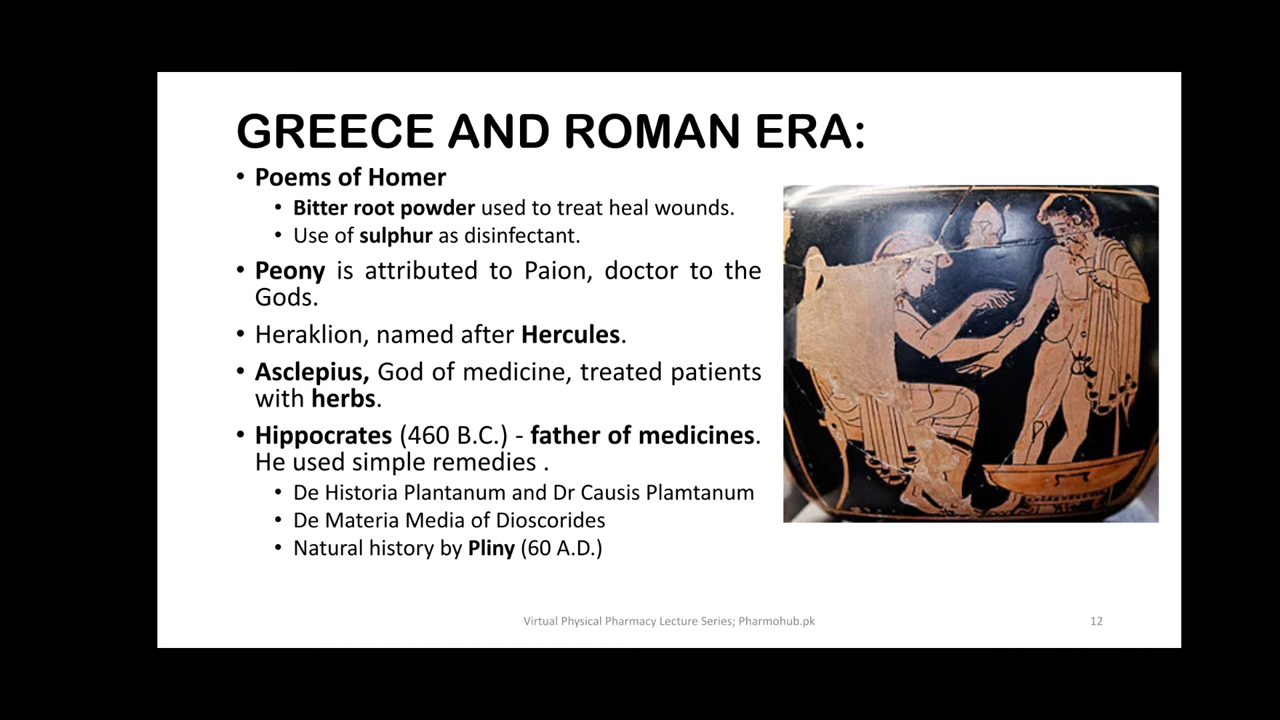 GREECE AND ROMAN ERA:
• Poems of Homer
• Bitter root powder used to treat heal wounds.
• Use of sulphur as disinfectant.
• Peony is attributed to Paion, doctor to the
Gods.
• Heraklion, named after Hercules.
• Asclepius, God of medicine, treated patients
with herbs.
• Hippocrates (460 B.C.) - father of medicines.
He used simple remedies .
• De Historia Plantanum and Dr Causis Plamtanum
• De Materia Media of Dioscorides
• Natural history by Pliny (60 A.D.)
Virtual Physical Pharmacy Lecture Series; Pharmohub.pk
12